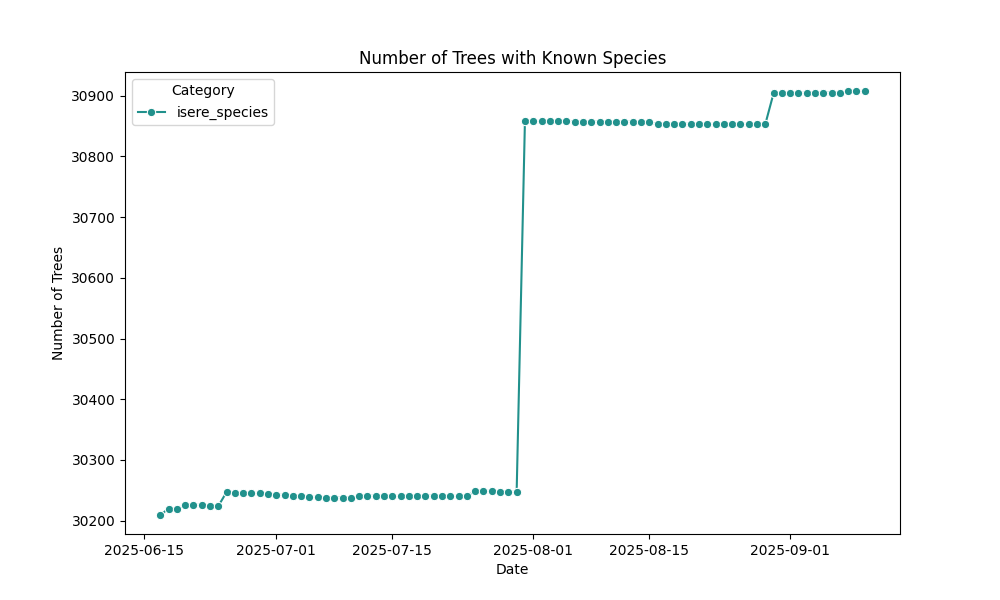 Number of Trees with Known Species
Category
isere_species
30900
30800
30700
30600
30500
30400
30300
30200
Number of Trees
2025-06-15
2025-07-01
2025-07-15
2025-08-01
2025-08-15
2025-09-01
Date